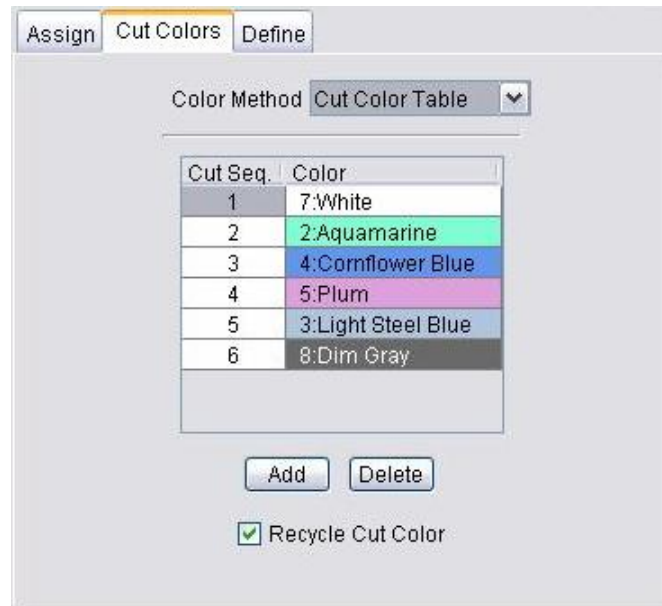 Assign Cut Colors Define
Color Method Cut Color Table
Cut Seq. Color
1 7:White
2 2:Aquamarine
3 4:Cornflower Blue
4 5:Plum
5 3:Light Steel Blue
6 8:Dim Gray
Add Delete
Recycle Cut Color